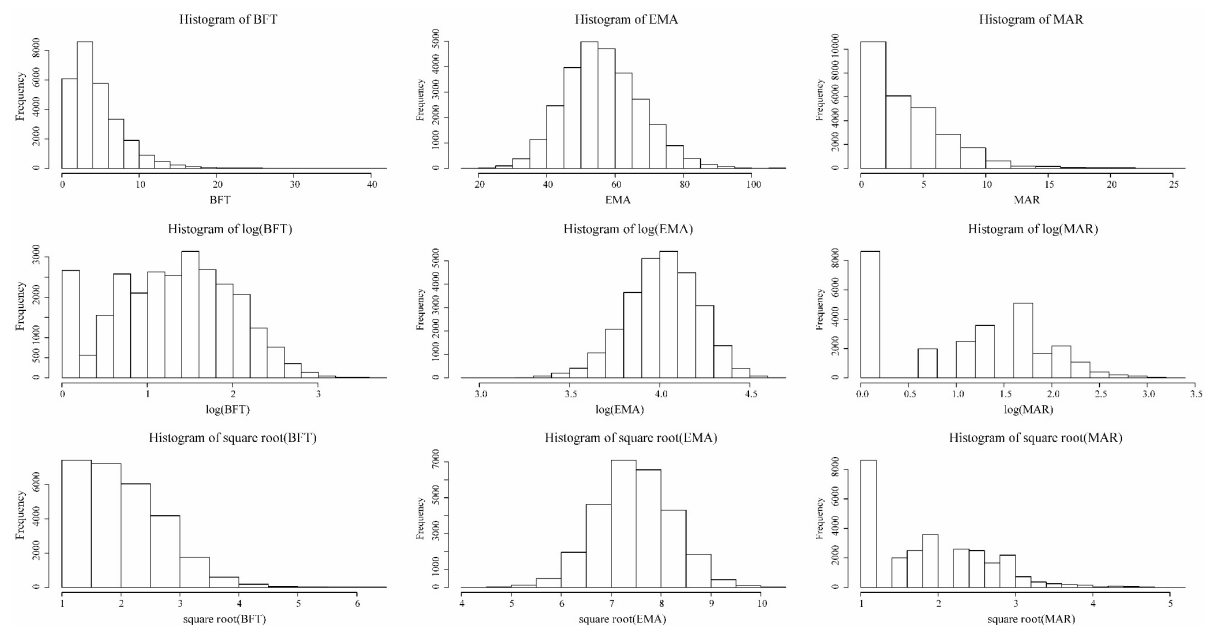 Histogram of BFT
Frequency
0 2000 4000 6000 8000
0 10 20 30 40
BFT
Histogram of EMA
Frequency
0 1000 2000 3000 4000 5000
20 40 60 80 100
EMA
Histogram of MAR
Frequency
0 2000 4000 6000 8000 10000
0 5 10 15 20 25
MAR
Histogram of log(BFT)
Frequency
0 500 1500 3000
0 1 2 3
log(BFT)
Histogram of log(EMA)
Frequency
0 1000 2000 3000 4000 5000
3.0 3.5 4.0 4.5
log(EMA)
Histogram of log(MAR)
Frequency
0 2000 4000 6000 8000
0.0 0.5 1.0 1.5 2.0 2.5 3.0 3.5
log(MAR)
Histogram of square root(BFT)
Frequency
0 2000 4000 6000
1 2 3 4 5 6
square root(BFT)
Histogram of square root(EMA)
Frequency
0 1000 3000 5000 7000
4 5 6 7 8 9 10
square root(EMA)
Histogram of square root(MAR)
Frequency
0 2000 4000 6000 8000
1 2 3 4 5
square root(MAR)